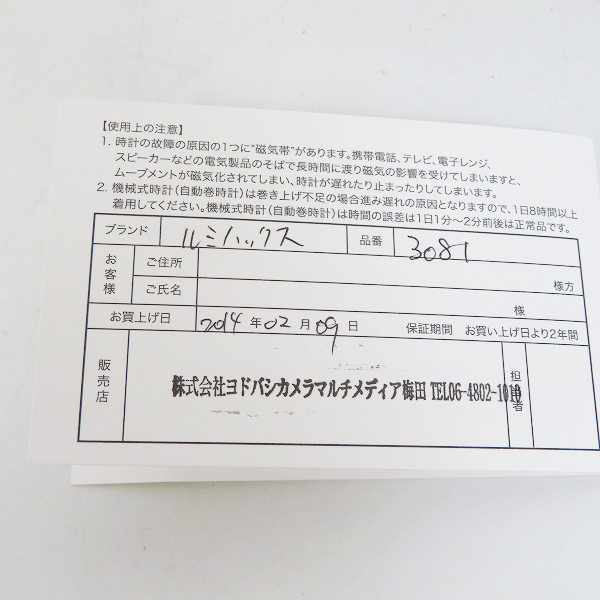 【使用上の注意】
1. 時計の故障の原因の1つに“磁気帯”があります。携帯電話、テレビ、電子レンジ、
スピーカーなどの電気製品のそばで長時間に渡り磁気の影響を受けてしまいますと、
ムーブメントが磁気化されてしまい、時計が遅れたり止まったりしてしまいます。
2. 機械式時計(自動巻時計)は巻き上げ不足の場合進み遅れの原因となりますので、1日8時間以上
着用してください。機械式時計(自動巻時計)は時間の誤差は1日1分〜2分前後は正常品です。
ブランド ルミノックス 品番 3081
お客様 ご住所 様方
ご氏名 様
お買上げ日 2014 年 02 月 09 日 保証期間 お買い上げ日より2年間
販売店 株式会社ヨドバシカメラマルチメディア梅田 TEL06-4802-1010 担当者